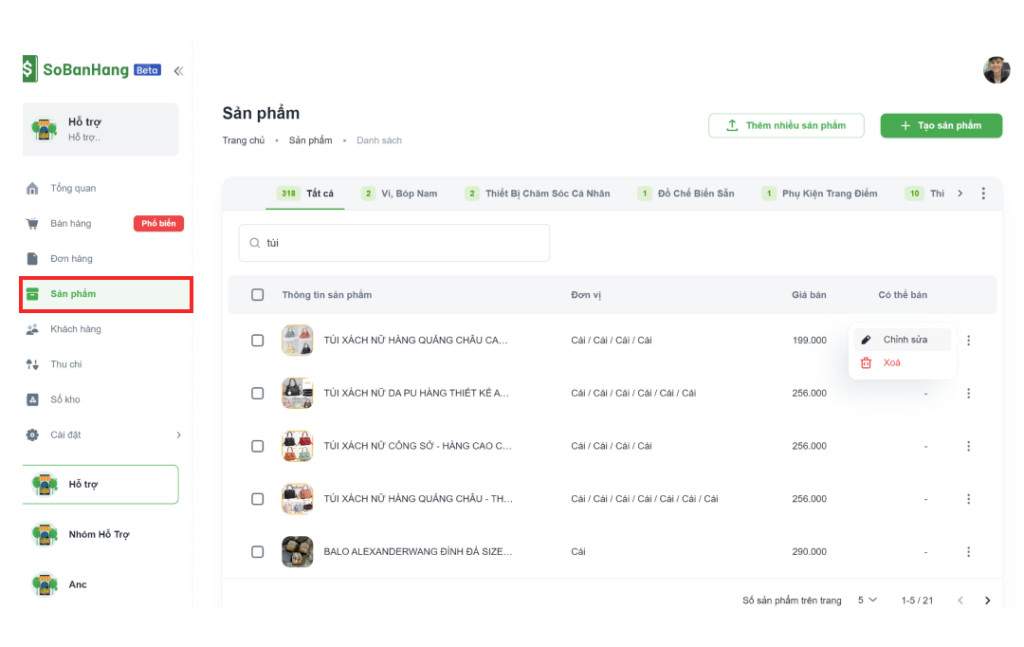 SoBanHang Beta
Hỗ trợ
Hỗ trợ..
Tổng quan
Bán hàng Phổ biến
Đơn hàng
Sản phẩm
Khách hàng
Thu chi
Sổ kho
Cài đặt
Hỗ trợ
Nhóm Hỗ Trợ
Anc
Sản phẩm
Trang chủ • Sản phẩm • Danh sách
Thêm nhiều sản phẩm
+ Tạo sản phẩm
318 Tất cả 2 Ví, Bóp Nam 2 Thiết Bị Chăm Sóc Cá Nhân 1 Đồ Chế Biến Sẵn 1 Phụ Kiện Trang Điểm 10 Thi
túi
Thông tin sản phẩm Đơn vị Giá bán Có thể bán
TÚI XÁCH NỮ HÀNG QUẢNG CHÂU CA... Cái / Cái / Cái / Cái 199.000
Chỉnh sửa
Xoá
TÚI XÁCH NỮ DA PU HÀNG THIẾT KẾ A... Cái / Cái / Cái / Cái / Cái / Cái 256.000 -
TÚI XÁCH NỮ CÔNG SỞ - HÀNG CAO C... Cái / Cái / Cái / Cái 256.000 -
TÚI XÁCH NỮ HÀNG QUẢNG CHÂU - TH... Cái / Cái / Cái / Cái / Cái / Cái / Cái 256.000 -
BALO ALEXANDERWANG ĐÍNH ĐÁ SIZE... Cái 290.000 -
Số sản phẩm trên trang 5 1-5 / 21